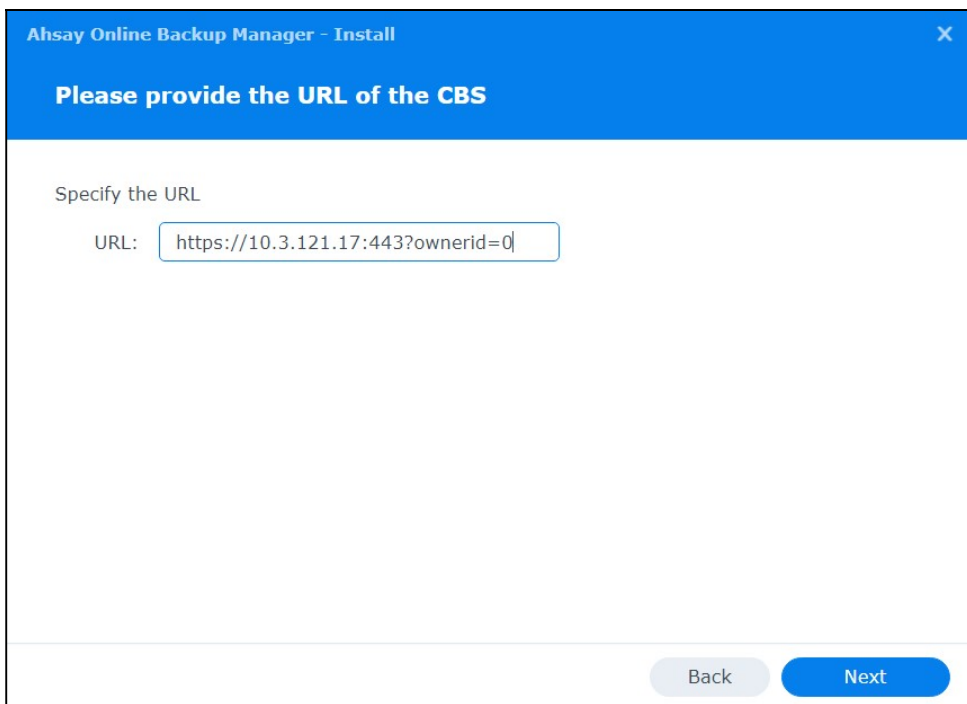 Ahsay Online Backup Manager - Install
Please provide the URL of the CBS
Specify the URL
URL: https://10.3.121.17:443?ownerid=0
Back Next